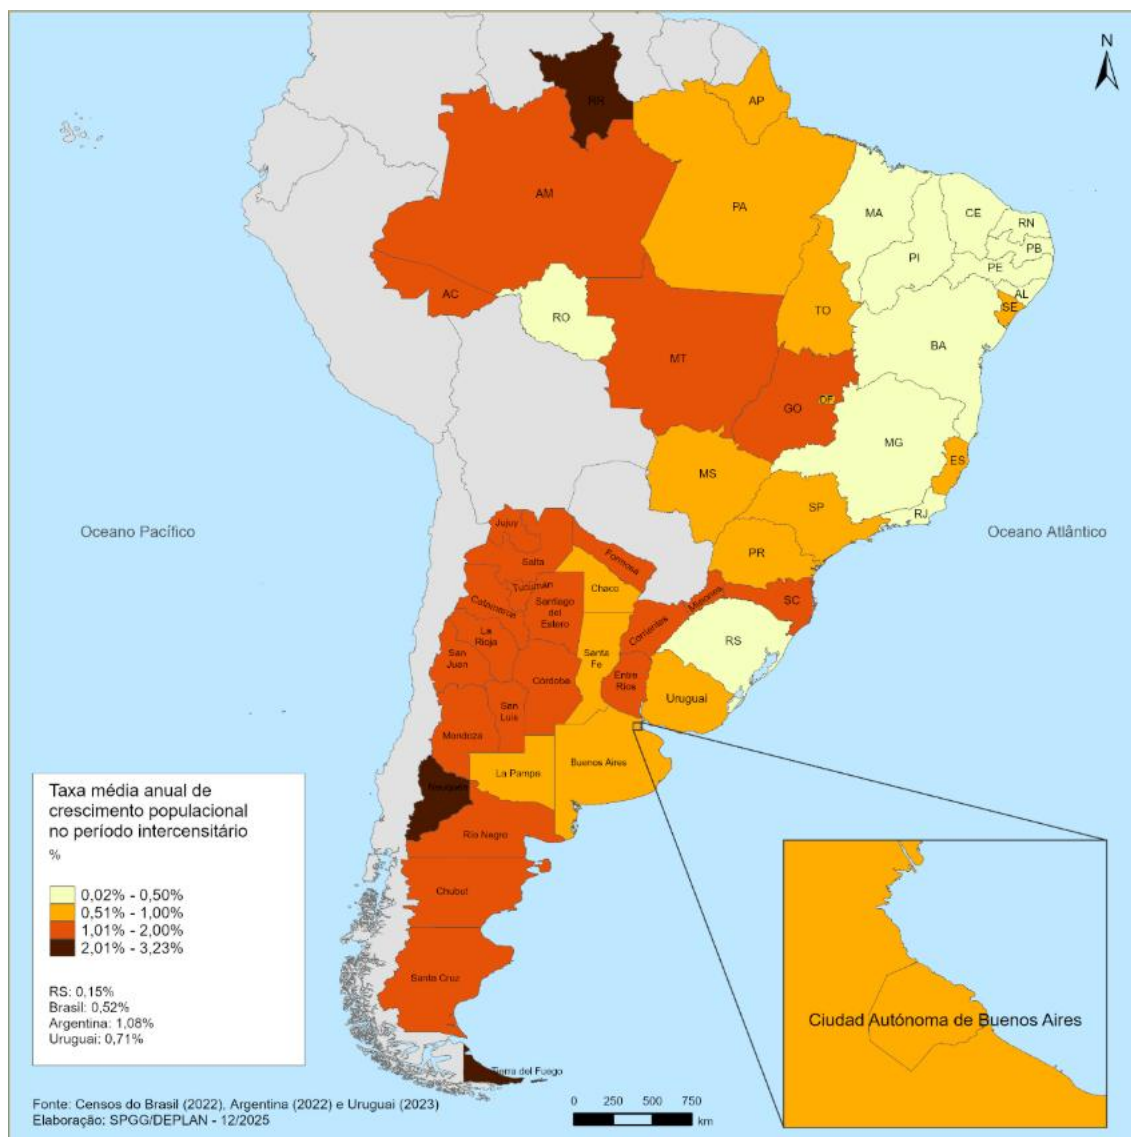 N
RR
AP
AM
PA
MA
CE
RN
PB
PI
PE
AL
SE
AC
RO
TO
BA
MT
GO
DF
MG
ES
MS
SP
RJ
Oceano Pacífico
Oceano Atlântico
PR
SC
RS
Jujuy
Salta
Formosa
Chaco
Tucumán
Catamarca
Santiago
del
Estero
Misiones
Corrientes
La
Rioja
San
Juan
Santa
Fe
Córdoba
Entre
Ríos
Uruguai
San
Luis
Mendoza
Buenos Aires
La Pampa
Neuquén
Río Negro
Chubut
Santa Cruz
Tierra del Fuego
Taxa média anual de
crescimento populacional
no período intercensitário
%
0,02% - 0,50%
0,51% - 1,00%
1,01% - 2,00%
2,01% - 3,23%
RS: 0,15%
Brasil: 0,52%
Argentina: 1,08%
Uruguai: 0,71%
Ciudad Autónoma de Buenos Aires
Fonte: Censos do Brasil (2022), Argentina (2022) e Uruguai (2023)
Elaboração: SPGG/DEPLAN - 12/2025
0 250 500 750
km